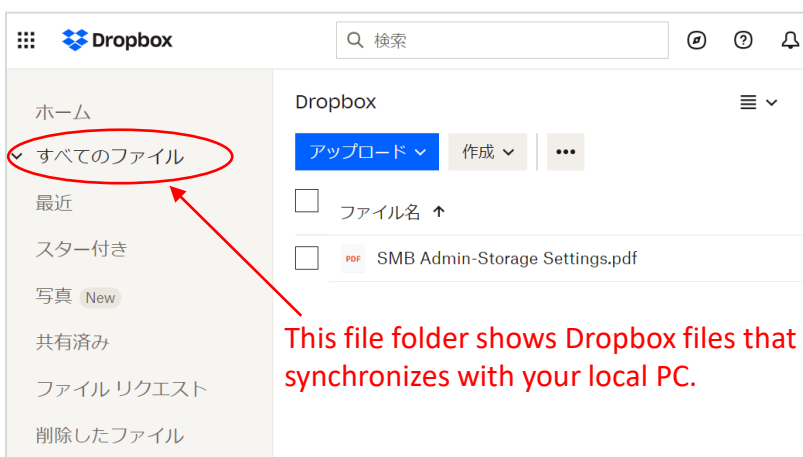 Dropbox
検索
ホーム
すべてのファイル
最近
スター付き
写真 New
共有済み
ファイル リクエスト
削除したファイル
Dropbox
アップロード
作成
ファイル名 ↑
PDF SMB Admin-Storage Settings.pdf
This file folder shows Dropbox files that
synchronizes with your local PC.